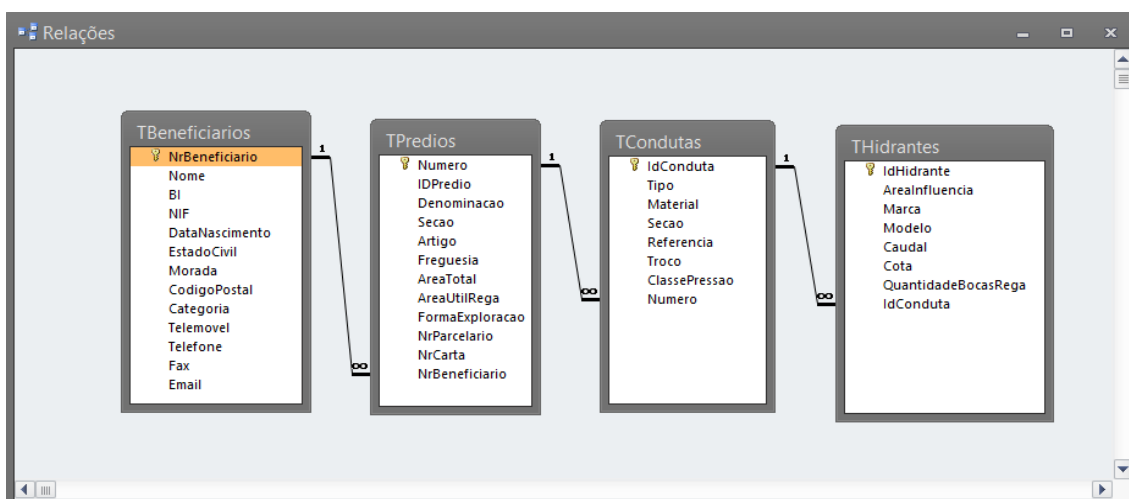 Relações
TBeneficiarios
NrBeneficiario
Nome
BI
NIF
DataNascimento
EstadoCivil
Morada
CodigoPostal
Categoria
Telemovel
Telefone
Fax
Email
1
∞
TPredios
Numero
IDPredio
Denominacao
Secao
Artigo
Freguesia
AreaTotal
AreaUtilRega
FormaExploracao
NrParcelario
NrCarta
NrBeneficiario
1
∞
TCondutas
IdConduta
Tipo
Material
Secao
Referencia
Troco
ClassePressao
Numero
1
∞
THidrantes
IdHidrante
AreaInfluencia
Marca
Modelo
Caudal
Cota
QuantidadeBocasRega
IdConduta